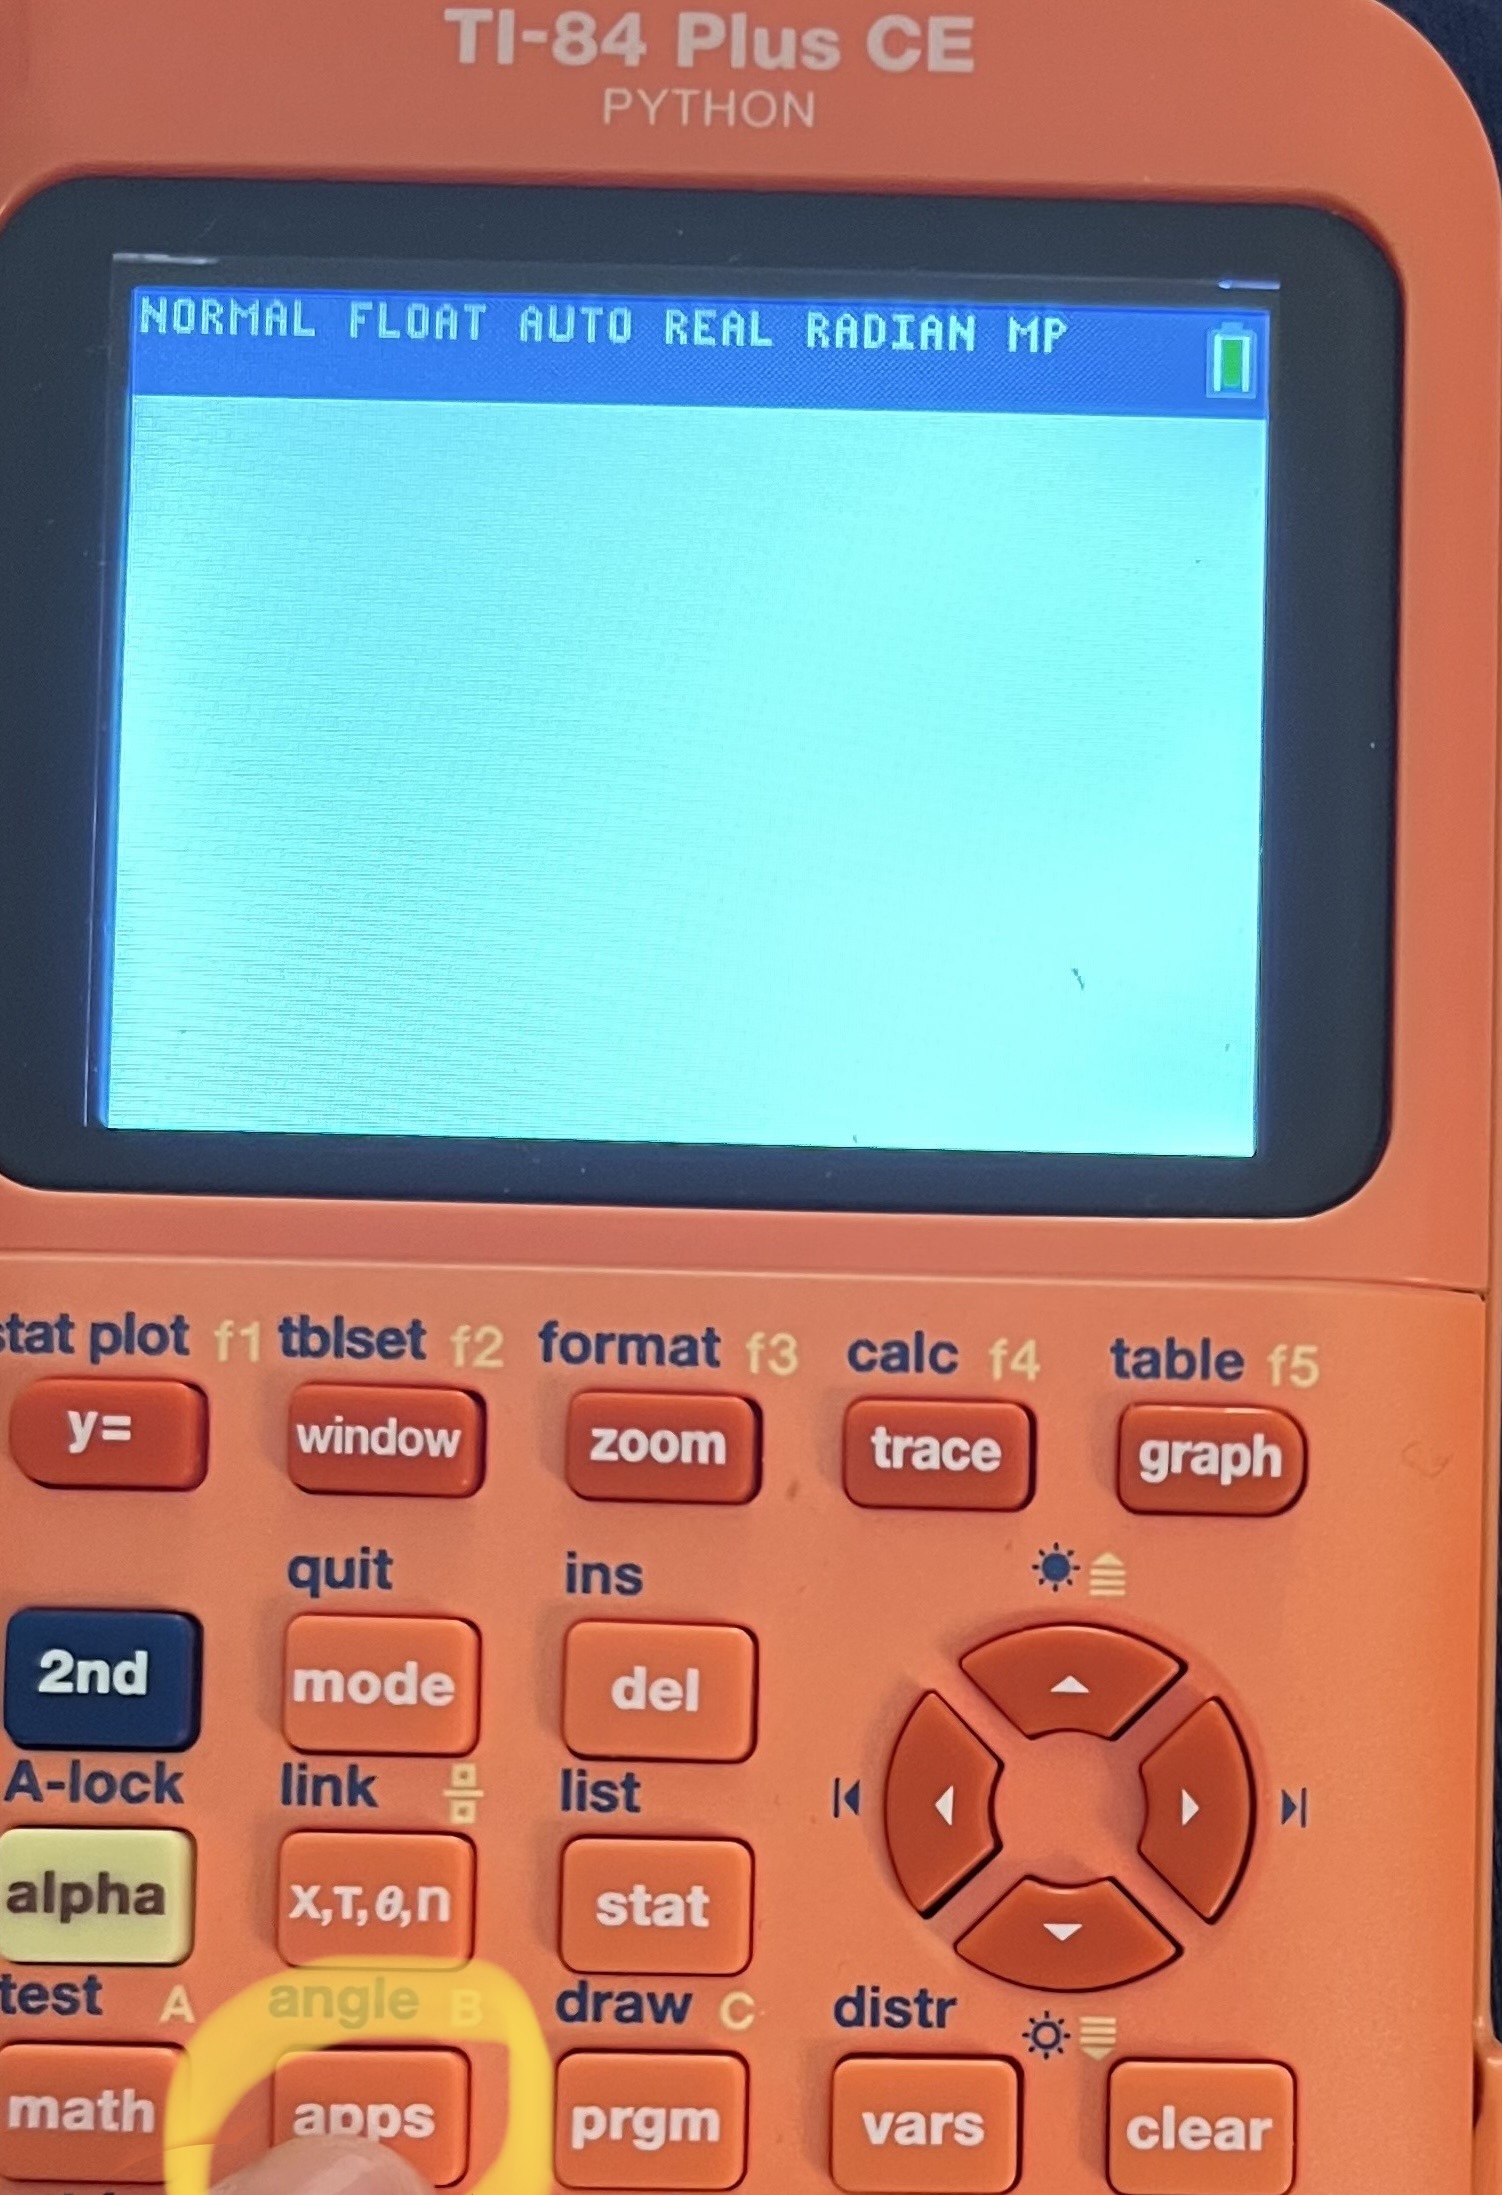 TI-84 Plus CE
PYTHON
NORMAL FLOAT AUTO REAL RADIAN MP
stat plot f1 tblset f2 format f3 calc f4 table f5
y= window zoom trace graph
quit ins
2nd mode del
A-lock link list
alpha X,T,θ,n stat
test A angle B draw C distr
math apps prgm vars clear